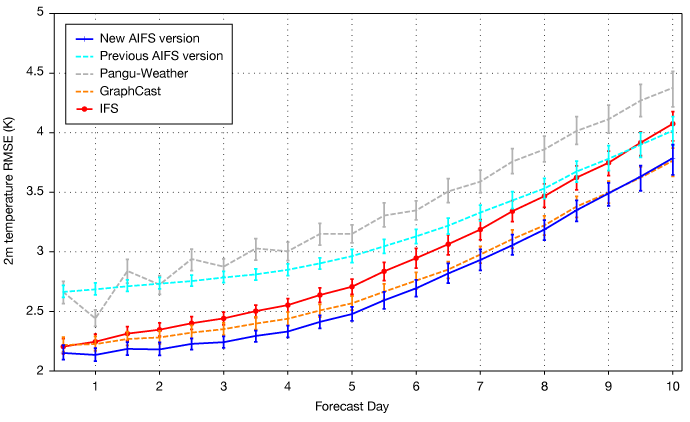 5
4.5
4
3.5
3
2.5
2
2m temperature RMSE (K)
New AIFS version
Previous AIFS version
Pangu-Weather
GraphCast
IFS
1 2 3 4 5 6 7 8 9 10
Forecast Day